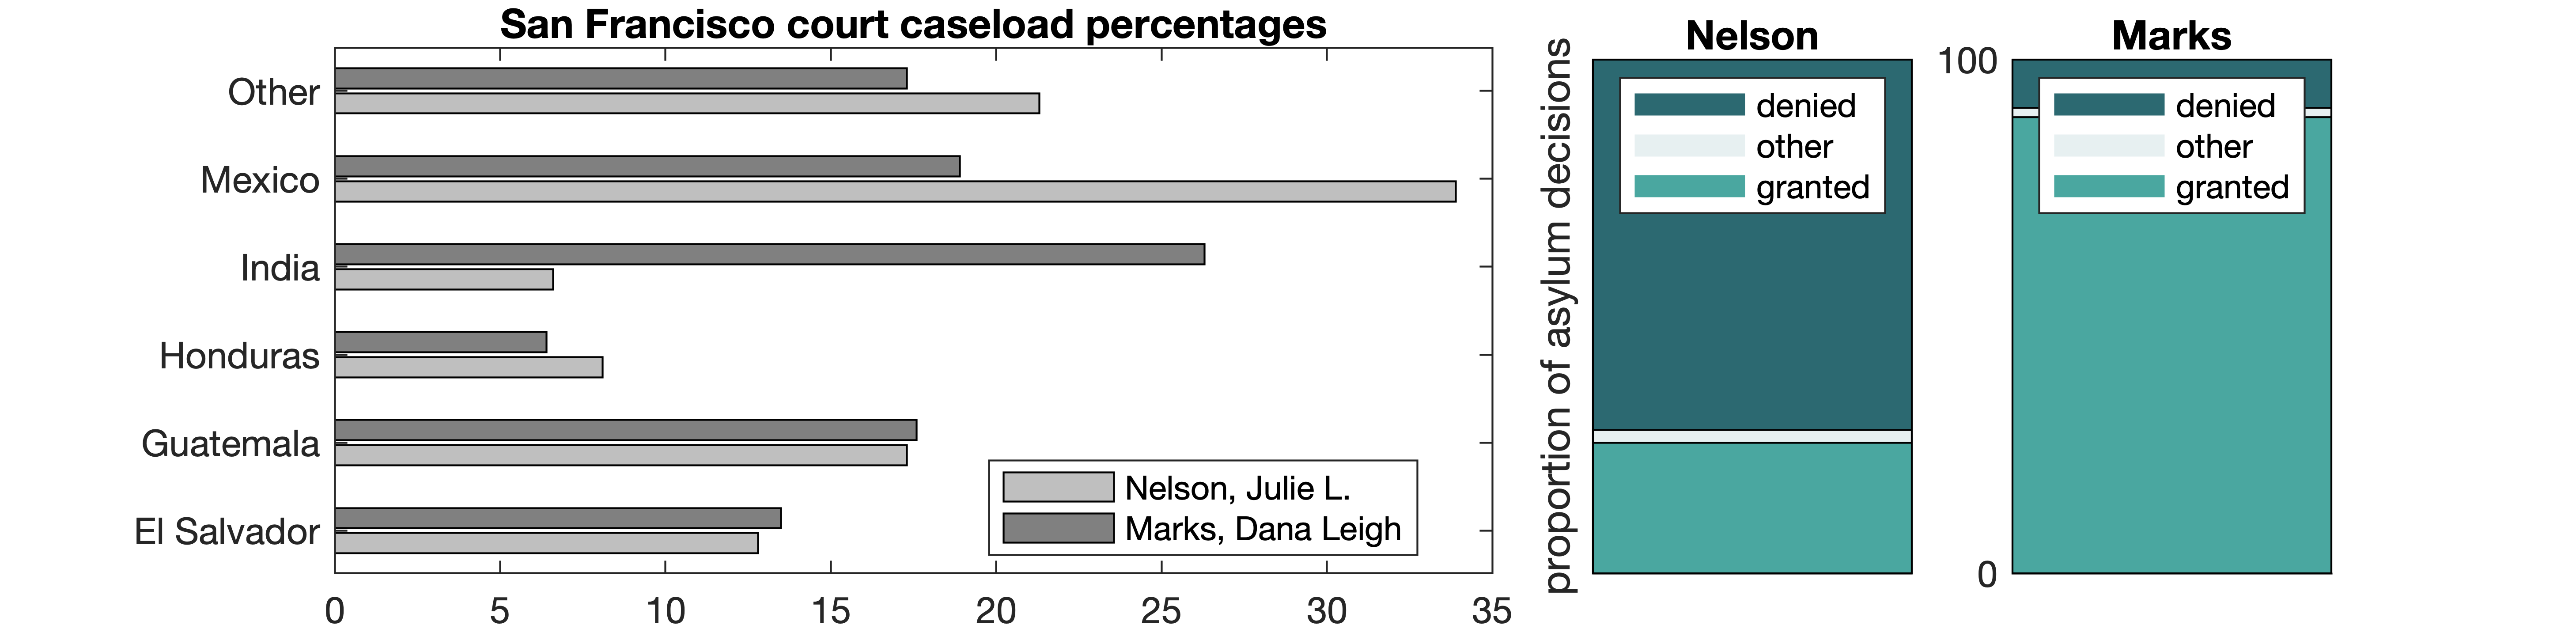 San Francisco court caseload percentages
Other
Mexico
India
Honduras
Guatemala
El Salvador
0 5 10 15 20 25 30 35
Nelson, Julie L.
Marks, Dana Leigh
proportion of asylum decisions
Nelson
denied
other
granted
Marks
100
0
denied
other
granted